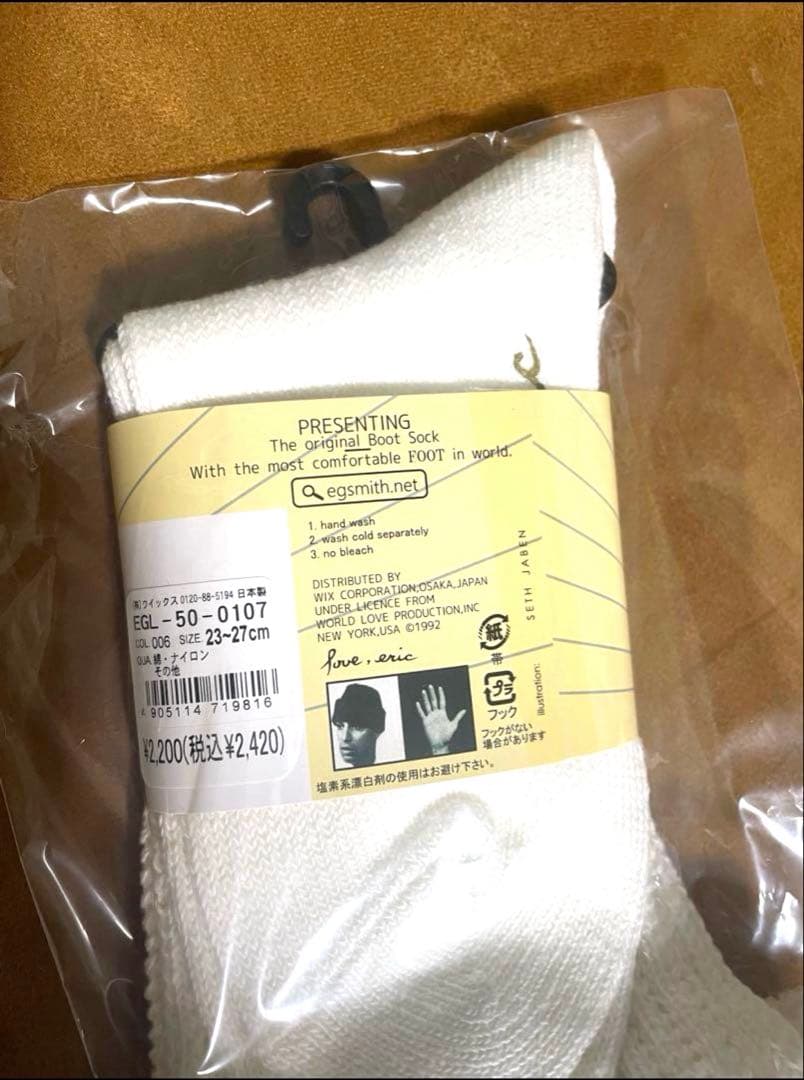 PRESENTING
The original Boot Sock
With the most comfortable FOOT in world.
egsmith.net
1. hand wash
2. wash cold separately
3. no bleach
DISTRIBUTED BY
WIX CORPORATION,OSAKA,JAPAN
UNDER LICENCE FROM
WORLD LOVE PRODUCTION,INC
NEW YORK,USA ©1992
love, eric
紙
帯
プラ
フック
フックがない
場合があります
塩素系漂白剤の使用はお避け下さい。
SETH JABEN
illustration:
(有)ウイックス 0120-88-5194 日本製
EGL-50-0107
COL. 006 SIZE. 23~27cm
QUA. 綿・ナイロン
その他
4 905114 719816
¥2,200(税込¥2,420)